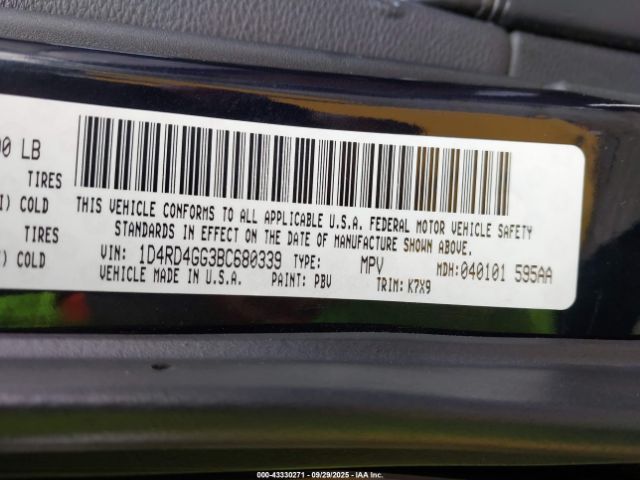 00 LB
TIRES
I) COLD
TIRES
) COLD
THIS VEHICLE CONFORMS TO ALL APPLICABLE U.S.A. FEDERAL MOTOR VEHICLE SAFETY
STANDARDS IN EFFECT ON THE DATE OF MANUFACTURE SHOWN ABOVE.
VIN: 1D4RD4GG3BC680339 TYPE: MPV MDH: 040101 595AA
VEHICLE MADE IN U.S.A. PAINT: PBV TRIM: K7X9
000-43330271 - 09/29/2025 - IAA Inc.